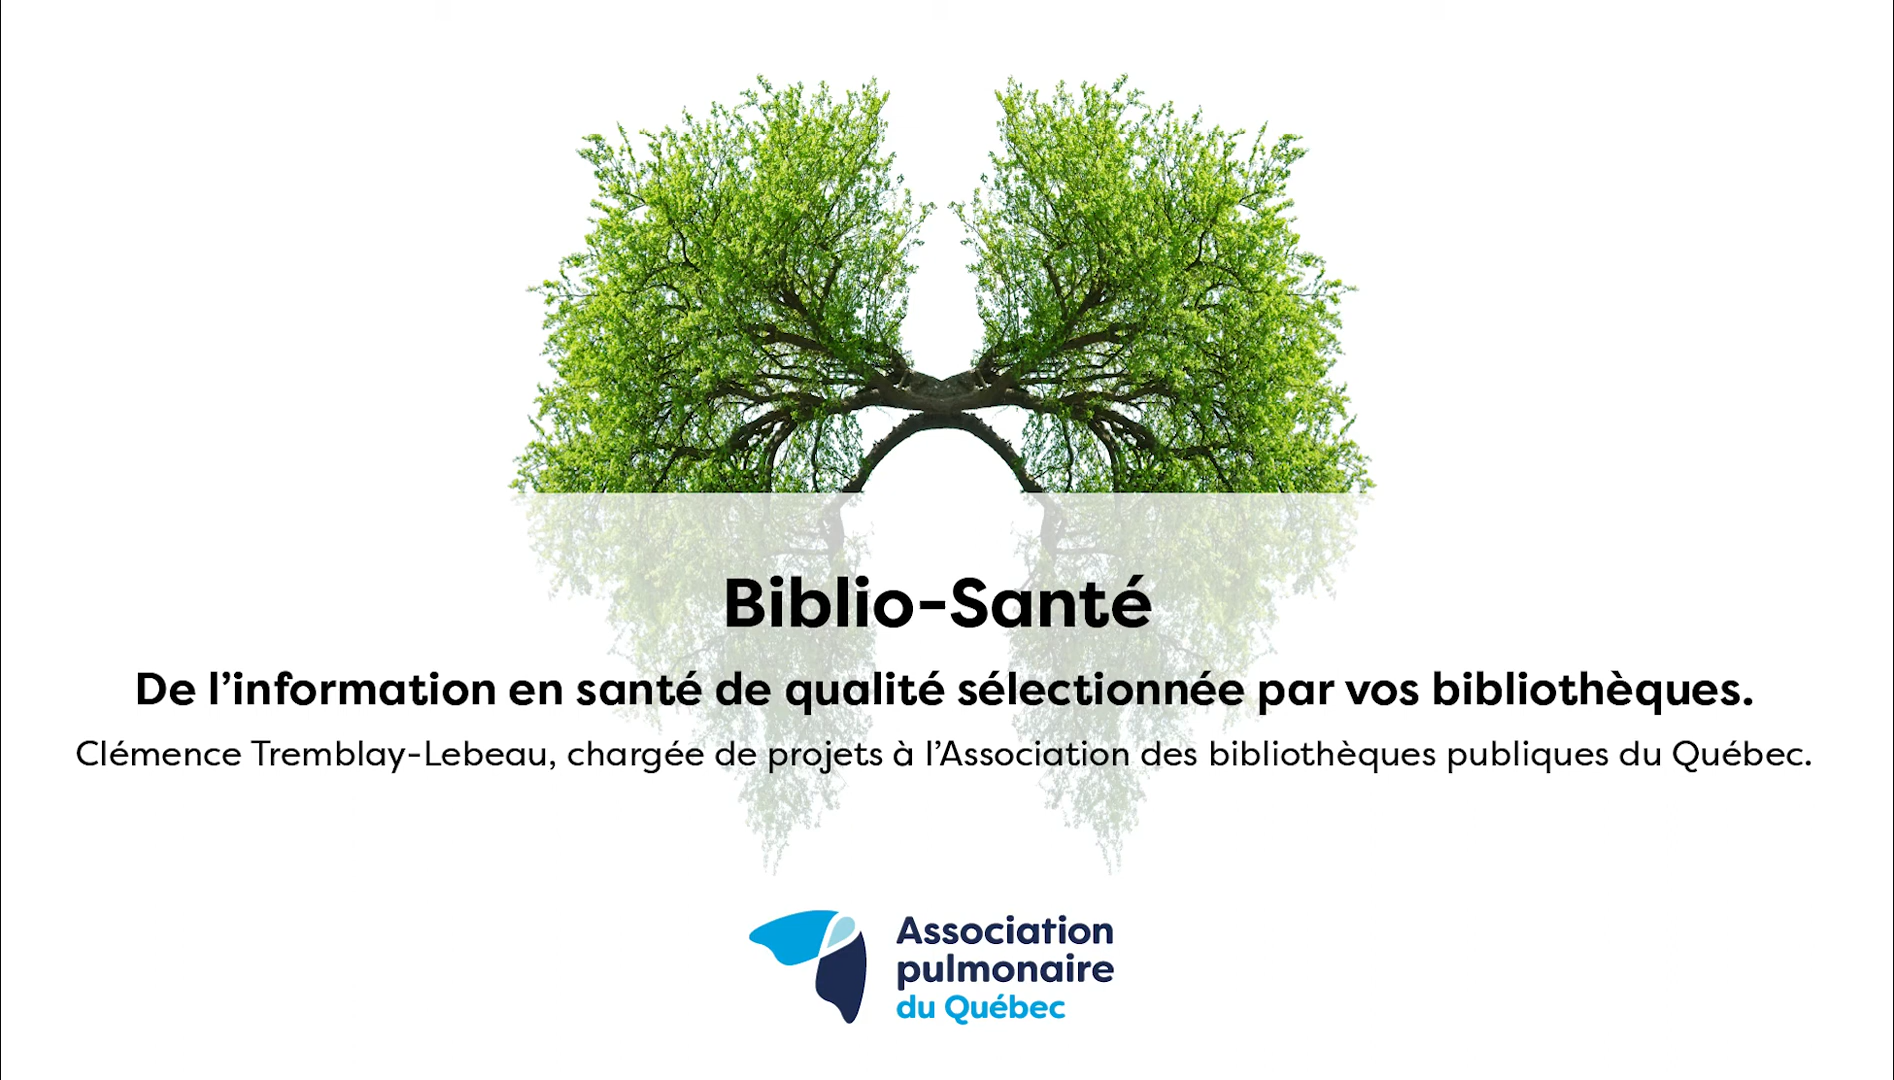 Biblio-Santé
De l’information en santé de qualité sélectionnée par vos bibliothèques.
Clémence Tremblay-Lebeau, chargée de projets à l’Association des bibliothèques publiques du Québec.
Association
pulmonaire
du Québec